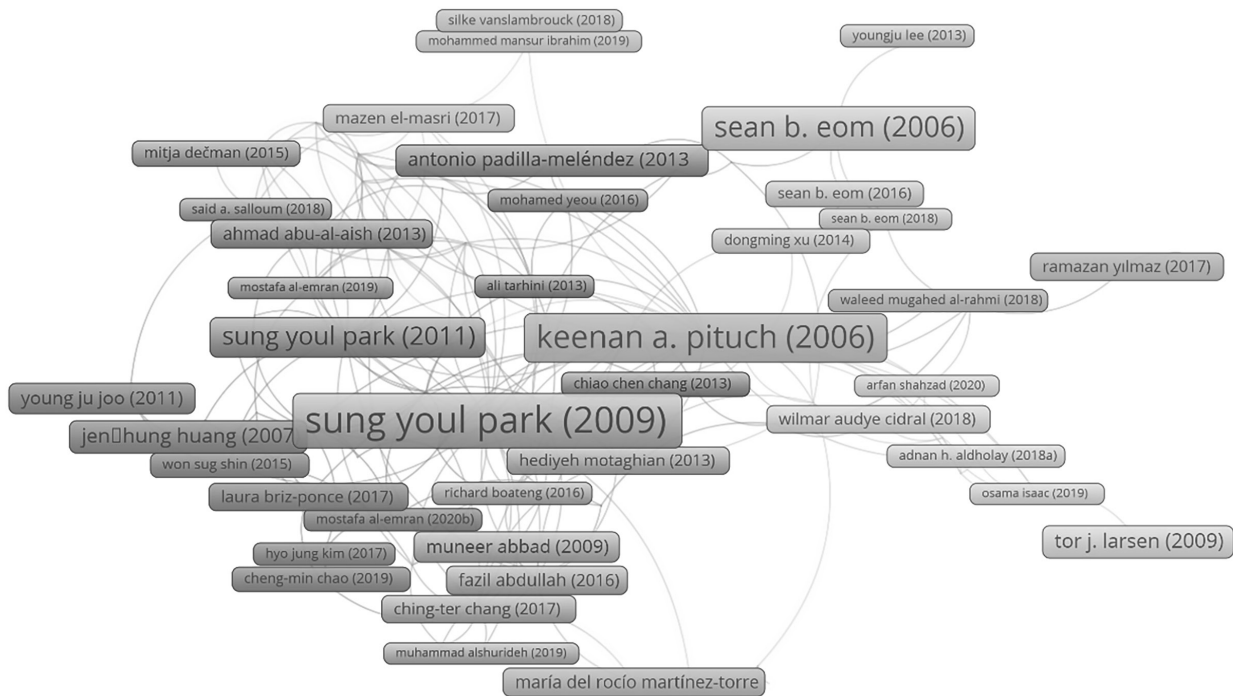 silke vanslambrouck (2018)
mohammed mansur ibrahim (2019)
youngju lee (2013)
mazen el-masri (2017)
sean b. eom (2006)
mitja dečman (2015)
antonio padilla-meléndez (2013
sean b. eom (2016)
mohamed yeou (2016)
said a. salloum (2018)
sean b. eom (2018)
ahmad abu-al-aish (2013)
dongming xu (2014)
ramazan yılmaz (2017)
mostafa al-emran (2019)
ali tarhini (2013)
waleed mugahed al-rahmi (2018)
sung youl park (2011)
keenan a. pituch (2006)
chiao chen chang (2013)
arfan shahzad (2020)
young ju joo (2011)
sung youl park (2009)
wilmar audye cidral (2018)
jen▯hung huang (2007
hediyeh motaghian (2013)
adnan h. aldholay (2018a)
won sug shin (2015)
richard boateng (2016)
osama isaac (2019)
laura briz-ponce (2017)
mostafa al-emran (2020b)
muneer abbad (2009)
tor j. larsen (2009)
hyo jung kim (2017)
cheng-min chao (2019)
fazil abdullah (2016)
ching-ter chang (2017)
muhammad alshurideh (2019)
maría del rocío martínez-torre